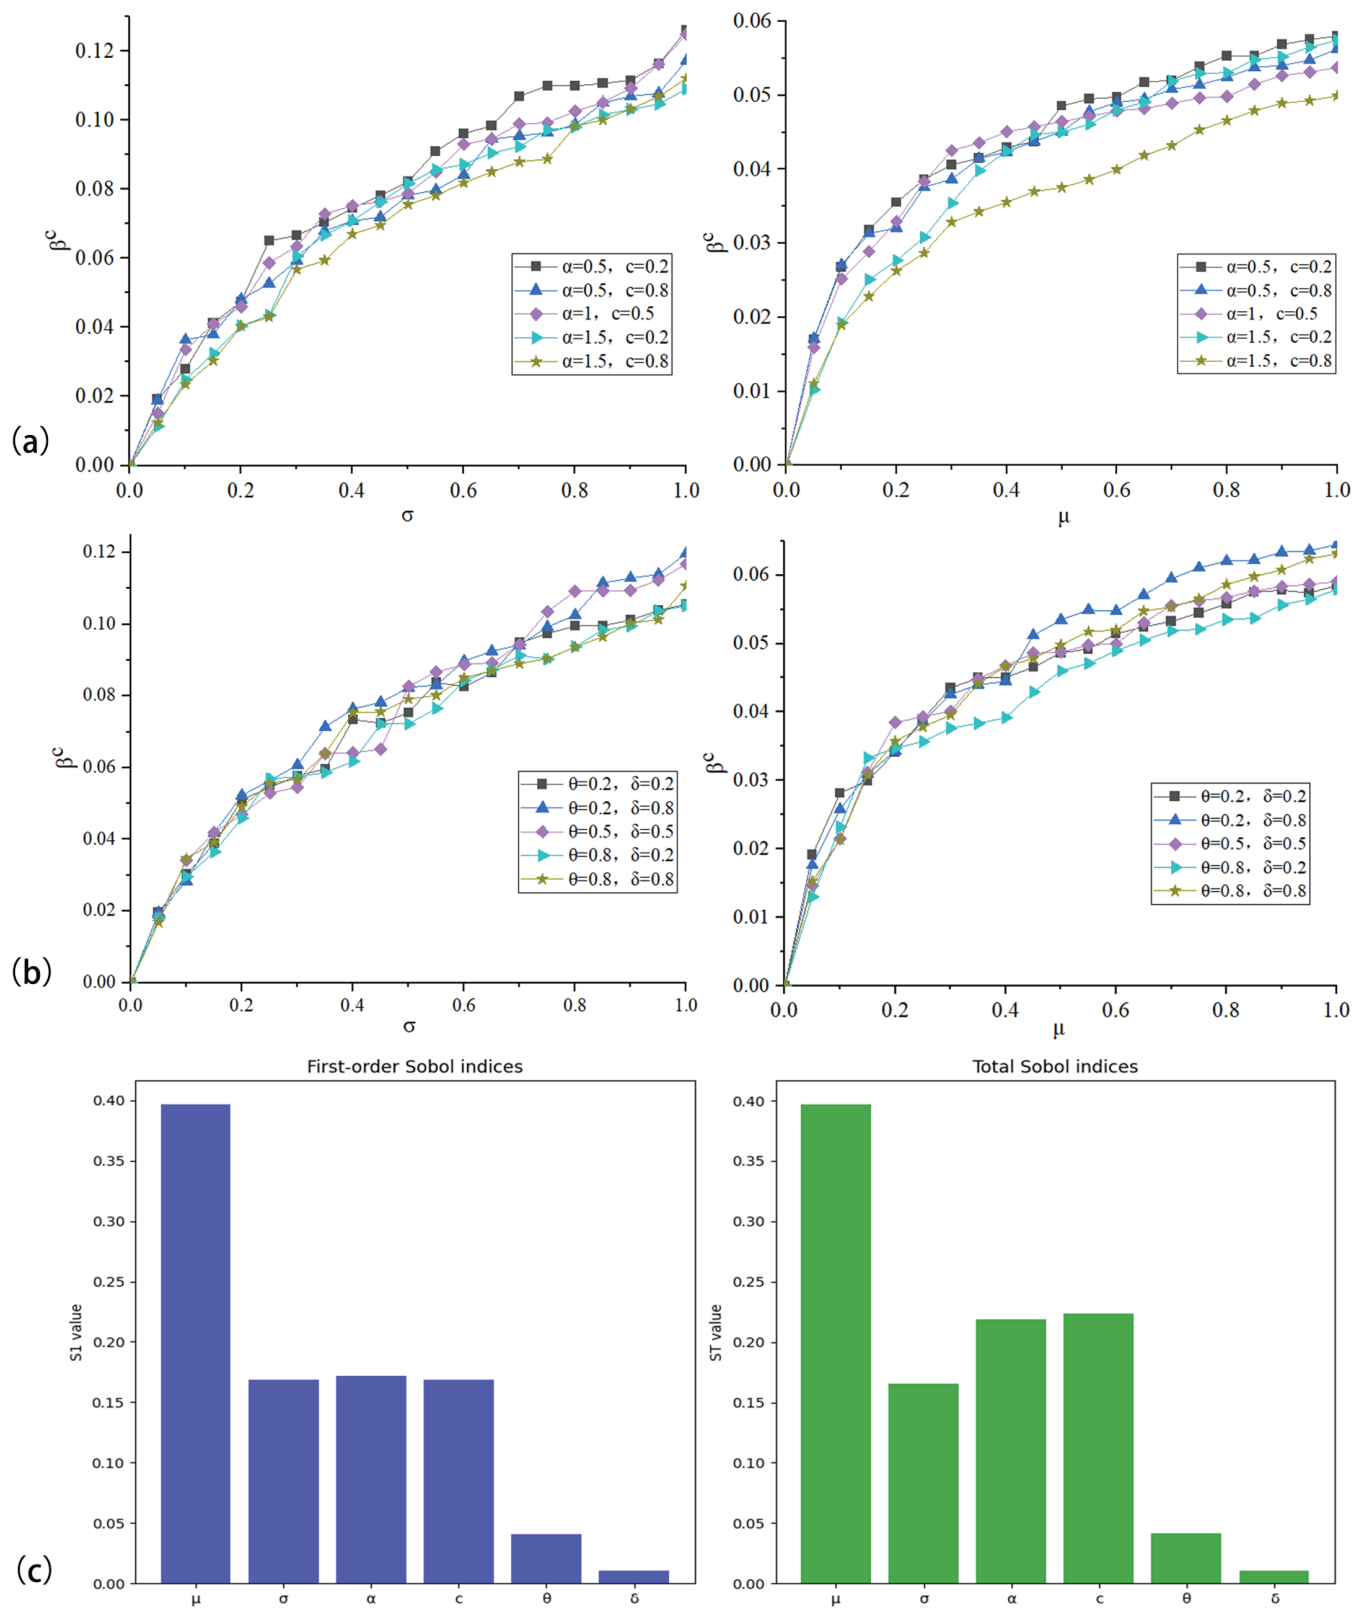 (a)
0.12
0.10
0.08
0.06
0.04
0.02
0.00
βᶜ
0.0 0.2 0.4 0.6 0.8 1.0
σ
α=0.5, c=0.2
α=0.5, c=0.8
α=1, c=0.5
α=1.5, c=0.2
α=1.5, c=0.8
0.06
0.05
0.04
0.03
0.02
0.01
0.00
βᶜ
0.0 0.2 0.4 0.6 0.8 1.0
μ
α=0.5, c=0.2
α=0.5, c=0.8
α=1, c=0.5
α=1.5, c=0.2
α=1.5, c=0.8
(b)
0.12
0.10
0.08
0.06
0.04
0.02
0.00
βᶜ
0.0 0.2 0.4 0.6 0.8 1.0
σ
θ=0.2, δ=0.2
θ=0.2, δ=0.8
θ=0.5, δ=0.5
θ=0.8, δ=0.2
θ=0.8, δ=0.8
0.06
0.05
0.04
0.03
0.02
0.01
0.00
βᶜ
0.0 0.2 0.4 0.6 0.8 1.0
μ
θ=0.2, δ=0.2
θ=0.2, δ=0.8
θ=0.5, δ=0.5
θ=0.8, δ=0.2
θ=0.8, δ=0.8
(c)
First-order Sobol indices
0.40
0.35
0.30
0.25
0.20
0.15
0.10
0.05
0.00
S1 value
μ σ α c θ δ
Total Sobol indices
0.40
0.35
0.30
0.25
0.20
0.15
0.10
0.05
0.00
ST value
μ σ α c θ δ